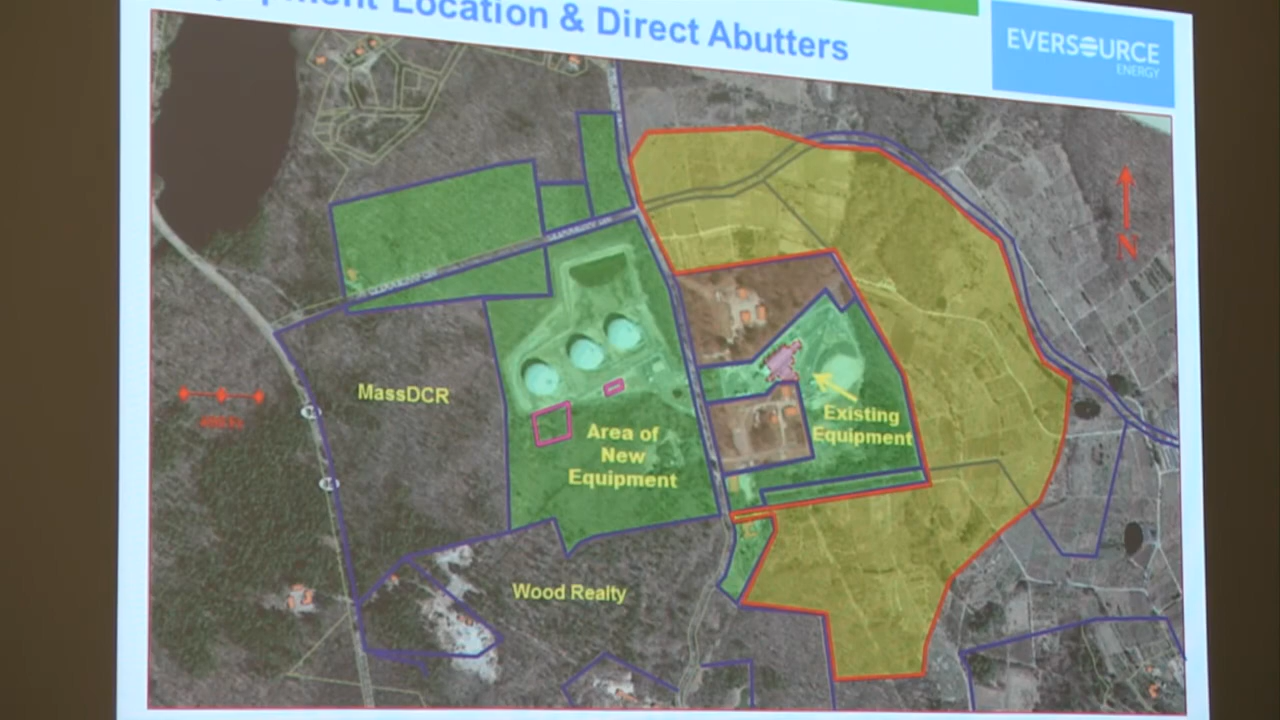 Location & Direct Abutters
EVERSOURCE
ENERGY
N
MassDCR
Area of
New
Equipment
Existing
Equipment
Wood Realty